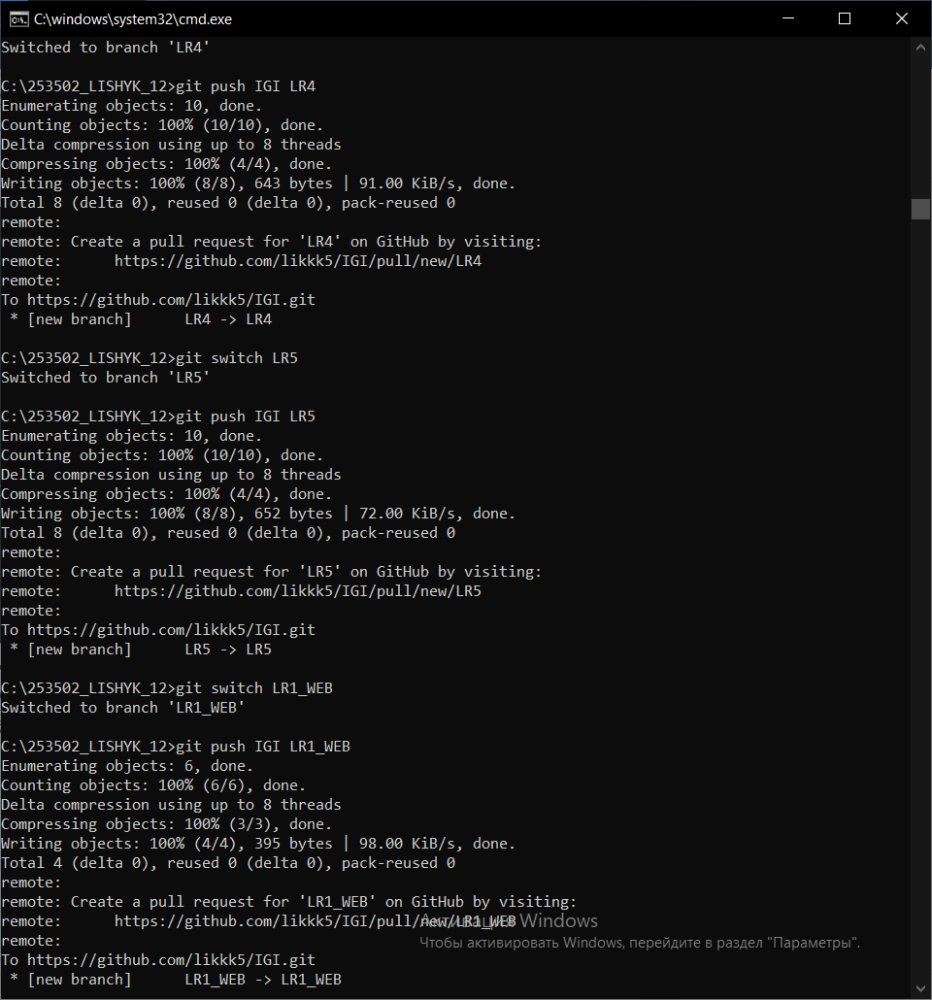 C:\windows\system32\cmd.exe
Switched to branch 'LR4'
C:\253502_LISHYK_12>git push IGI LR4
Enumerating objects: 10, done.
Counting objects: 100% (10/10), done.
Delta compression using up to 8 threads
Compressing objects: 100% (4/4), done.
Writing objects: 100% (8/8), 643 bytes | 91.00 KiB/s, done.
Total 8 (delta 0), reused 0 (delta 0), pack-reused 0
remote:
remote: Create a pull request for 'LR4' on GitHub by visiting:
remote:      https://github.com/likkk5/IGI/pull/new/LR4
remote:
To https://github.com/likkk5/IGI.git
 * [new branch]      LR4 -> LR4
C:\253502_LISHYK_12>git switch LR5
Switched to branch 'LR5'
C:\253502_LISHYK_12>git push IGI LR5
Enumerating objects: 10, done.
Counting objects: 100% (10/10), done.
Delta compression using up to 8 threads
Compressing objects: 100% (4/4), done.
Writing objects: 100% (8/8), 652 bytes | 72.00 KiB/s, done.
Total 8 (delta 0), reused 0 (delta 0), pack-reused 0
remote:
remote: Create a pull request for 'LR5' on GitHub by visiting:
remote:      https://github.com/likkk5/IGI/pull/new/LR5
remote:
To https://github.com/likkk5/IGI.git
 * [new branch]      LR5 -> LR5
C:\253502_LISHYK_12>git switch LR1_WEB
Switched to branch 'LR1_WEB'
C:\253502_LISHYK_12>git push IGI LR1_WEB
Enumerating objects: 6, done.
Counting objects: 100% (6/6), done.
Delta compression using up to 8 threads
Compressing objects: 100% (3/3), done.
Writing objects: 100% (4/4), 395 bytes | 98.00 KiB/s, done.
Total 4 (delta 0), reused 0 (delta 0), pack-reused 0
remote:
remote: Create a pull request for 'LR1_WEB' on GitHub by visiting:
remote:      https://github.com/likkk5/IGI/pull/new/LR1_WEB
Активация Windows
remote:
Чтобы активировать Windows, перейдите в раздел "Параметры".
To https://github.com/likkk5/IGI.git
 * [new branch]      LR1_WEB -> LR1_WEB